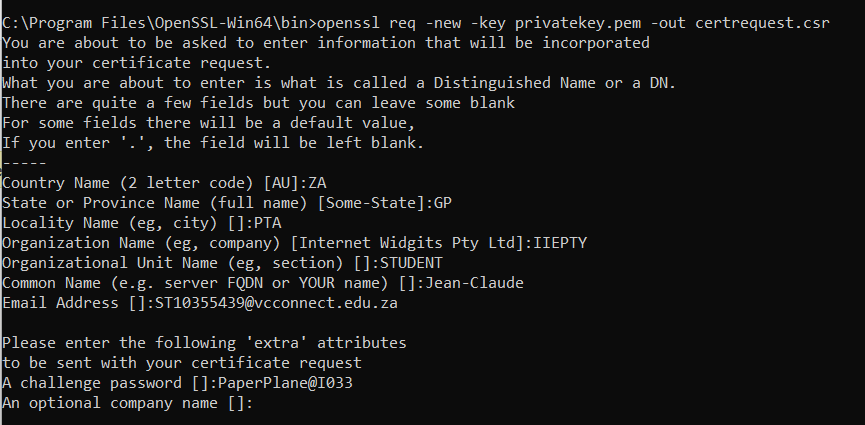 C:\Program Files\OpenSSL-Win64\bin>openssl req -new -key privatekey.pem -out certrequest.csr
You are about to be asked to enter information that will be incorporated
into your certificate request.
What you are about to enter is what is called a Distinguished Name or a DN.
There are quite a few fields but you can leave some blank
For some fields there will be a default value,
If you enter '.', the field will be left blank.
-----
Country Name (2 letter code) [AU]:ZA
State or Province Name (full name) [Some-State]:GP
Locality Name (eg, city) []:PTA
Organization Name (eg, company) [Internet Widgits Pty Ltd]:IIEPTY
Organizational Unit Name (eg, section) []:STUDENT
Common Name (e.g. server FQDN or YOUR name) []:Jean-Claude
Email Address []:ST10355439@vcconnect.edu.za

Please enter the following 'extra' attributes
to be sent with your certificate request
A challenge password []:PaperPlane@I033
An optional company name []: